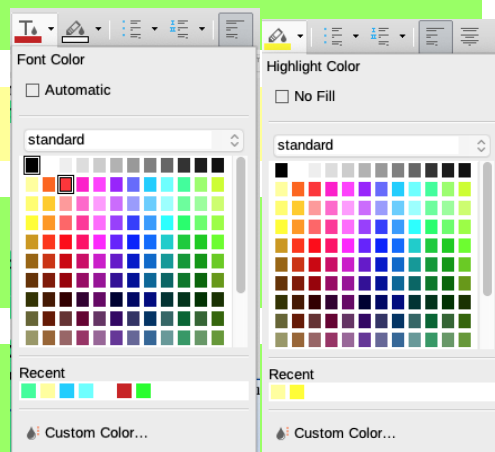 Font Color
Automatic
standard
Recent
Custom Color...
Highlight Color
No Fill
standard
Recent
Custom Color...